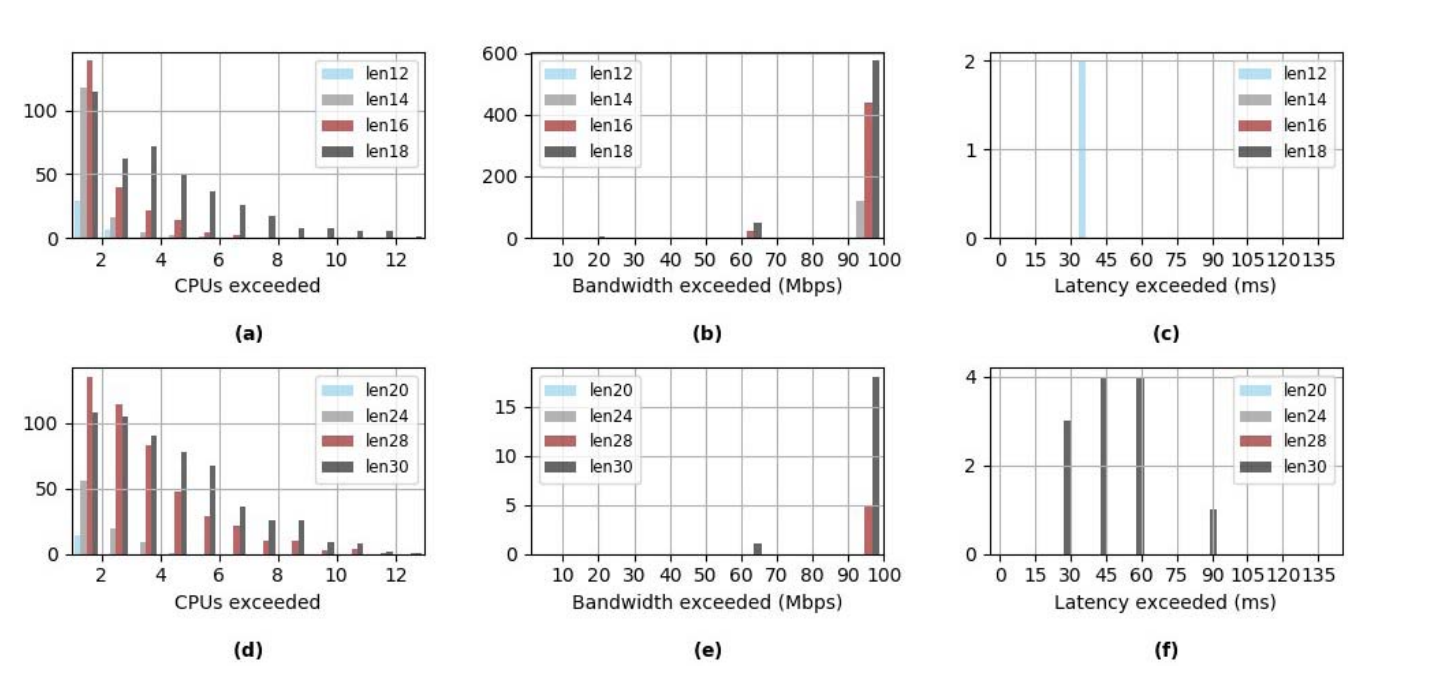 100
50
0
2 4 6 8 10 12
CPUs exceeded
len12
len14
len16
len18
(a)
600
400
200
0
10 20 30 40 50 60 70 80 90 100
Bandwidth exceeded (Mbps)
len12
len14
len16
len18
(b)
2
1
0
0 15 30 45 60 75 90 105 120 135
Latency exceeded (ms)
len12
len14
len16
len18
(c)
100
50
0
2 4 6 8 10 12
CPUs exceeded
len20
len24
len28
len30
(d)
15
10
5
0
10 20 30 40 50 60 70 80 90 100
Bandwidth exceeded (Mbps)
len20
len24
len28
len30
(e)
4
2
0
0 15 30 45 60 75 90 105 120 135
Latency exceeded (ms)
len20
len24
len28
len30
(f)